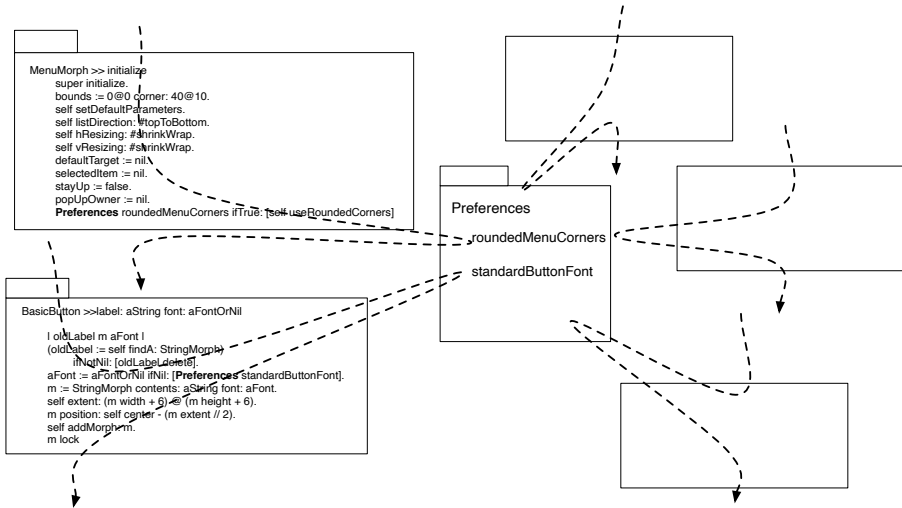 MenuMorph >> initialize
super initialize.
bounds := 0@0 corner: 40@10.
self setDefaultParameters.
self listDirection: #topToBottom.
self hResizing: #shrinkWrap.
self vResizing: #shrinkWrap.
defaultTarget := nil.
selectedItem := nil.
stayUp := false.
popUpOwner := nil.
Preferences roundedMenuCorners ifTrue: [self useRoundedCorners]
Preferences
roundedMenuCorners
standardButtonFont
BasicButton >>label: aString font: aFontOrNil
| oldLabel m aFont |
(oldLabel := self findA: StringMorph)
ifNotNil: [oldLabel delete].
aFont := aFontOrNil ifNil: [Preferences standardButtonFont].
m := StringMorph contents: aString font: aFont.
self extent: (m width + 6) @ (m height + 6).
m position: self center - (m extent // 2).
self addMorph: m.
m lock